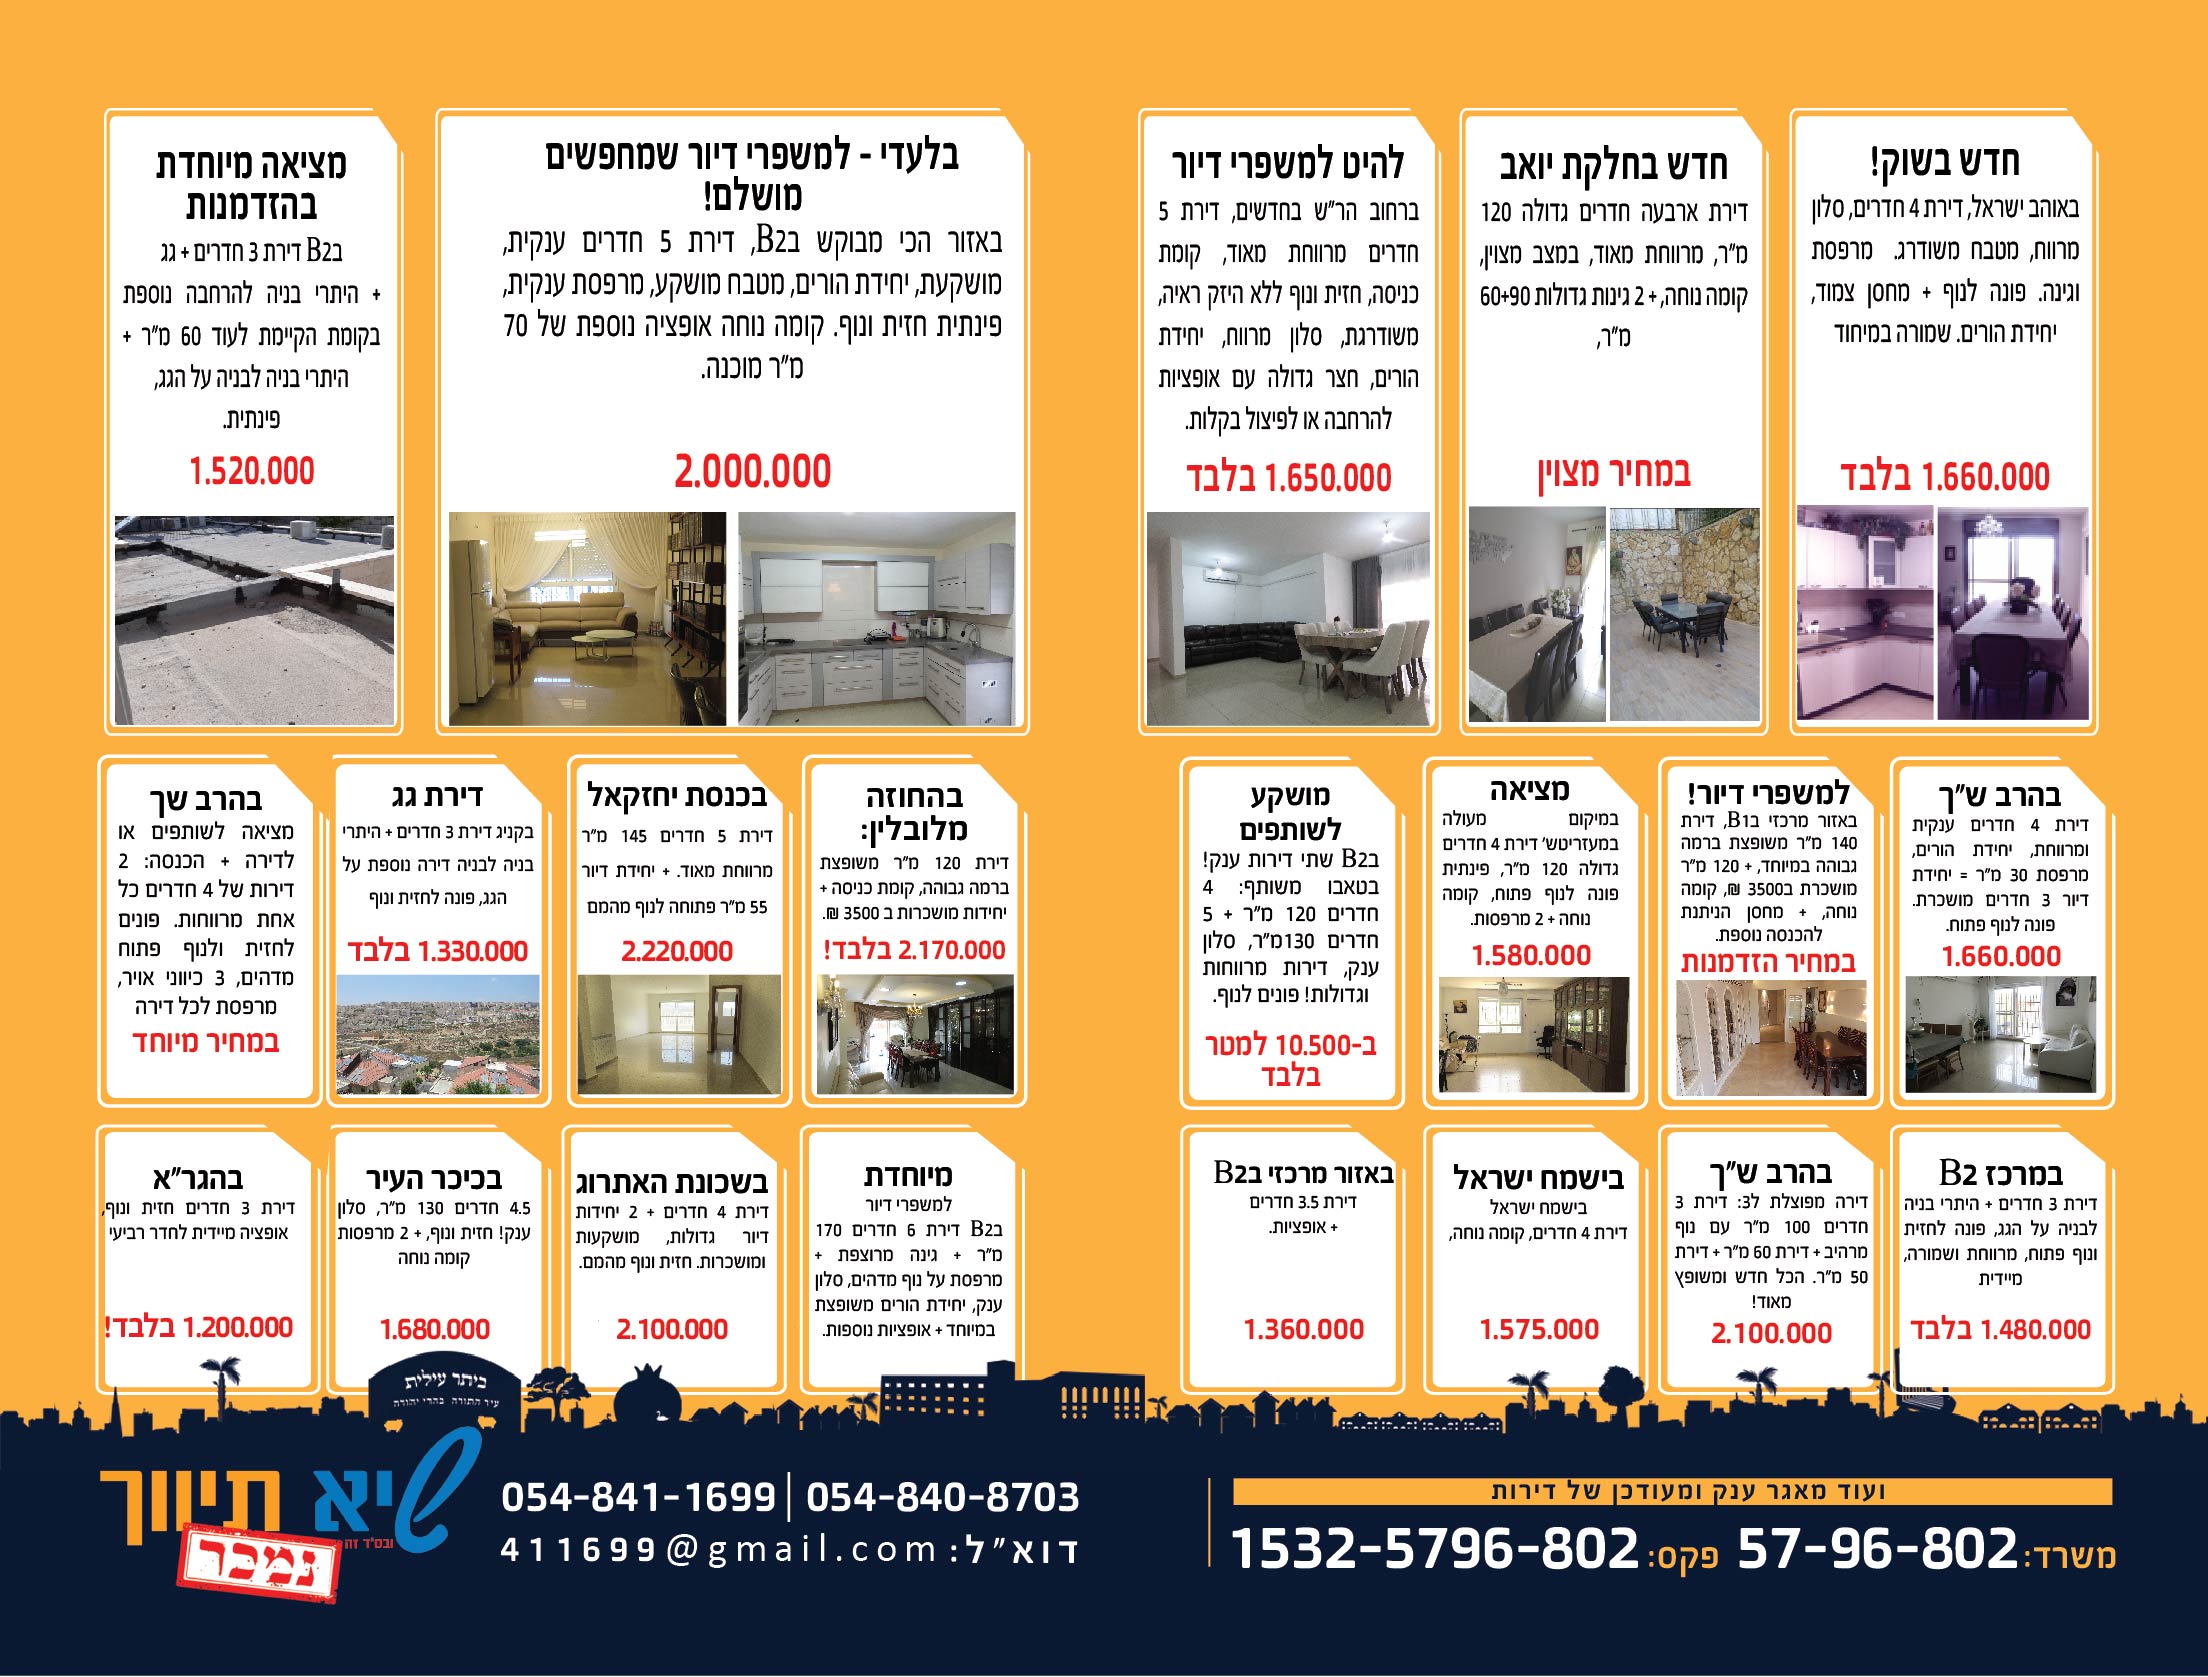 חדש בשוק!
באוהב ישראל, דירת 4 חדרים, סלון
מרווח, מטבח משודרג. מרפסת
וגינה. פונה לנוף + מחסן צמוד,
יחידת הורים. שמורה במיוחד
1.660.000 בלבד
חדש בחלקת יואב
דירת ארבעה חדרים גדולה 120
מ״ר, מרווחת מאוד, במצב מצוין,
קומה נוחה, + 2 גינות גדולות 60+90
מ״ר,
במחיר מצוין
להיט למשפרי דיור
ברחוב הר״ש בחדשים, דירת 5
חדרים מרווחת מאוד, קומת
כניסה, חזית ונוף ללא היזק ראיה,
משודרגת, סלון מרווח, יחידת
הורים, חצר גדולה עם אופציות
להרחבה או לפיצול בקלות.
1.650.000 בלבד
בלעדי - למשפרי דיור שמחפשים
מושלם!
באזור הכי מבוקש בB2, דירת 5 חדרים ענקית,
מושקעת, יחידת הורים, מטבח מושקע, מרפסת ענקית,
פינתית חזית ונוף. קומה נוחה אופציה נוספת של 70
מ״ר מוכנה.
2.000.000
מציאה מיוחדת
בהזדמנות
בB2 דירת 3 חדרים + גג
+ היתרי בניה להרחבה נוספת
בקומת הקיימת לעוד 60 מ״ר +
היתרי בניה לבניה על הגג,
פינתית.
1.520.000
בהרב ש״ך
דירת 4 חדרים ענקית
ומרווחת, יחידת הורים,
מרפסת 30 מ״ר = יחידת
דיור 3 חדרים מושכרת.
פונה לנוף פתוח.
1.660.000
למשפרי דיור!
באזור מרכזי בB1, דירת
140 מ״ר משופצת ברמה
גבוהה במיוחד, + 120 מ״ר
מושכרת ב3500 ₪, קומה
נוחה, + מחסן הניתנת
להכנסה נוספת.
במחיר הזדמנות
מציאה
במיקום מעולה
במעזריטש' דירת 4 חדרים
גדולה 120 מ״ר, פינתית
פונה לנוף פתוח, קומה
נוחה + 2 מרפסות.
1.580.000
מושקע
לשותפים
בB2 שתי דירות ענק!
בטאבו משותף: 4
חדרים 120 מ״ר + 5
חדרים 130מ״ר, סלון
ענק, דירות מרווחות
וגדולות! פונים לנוף.
ב-10.500 למטר
בלבד
בהחוזה
מלובלין:
דירת 120 מ״ר משופצת
ברמה גבוהה, קומת כניסה +
יחידות מושכרות ב 3500 ₪.
2.170.000 בלבד!
בכנסת יחזקאל
דירת 5 חדרים 145 מ״ר
מרווחת מאוד. + יחידת דיור
55 מ״ר פתוחה לנוף מהמם
2.220.000
דירת גג
בקניג דירת 3 חדרים + היתרי
בניה לבניה דירה נוספת על
הגג, פונה לחזית ונוף
1.330.000 בלבד
בהרב שך
מציאה לשותפים או
לדירה + הכנסה: 2
דירות של 4 חדרים כל
אחת מרווחות. פונים
לחזית ולנוף פתוח
מדהים, 3 כיווני אויר,
מרפסת לכל דירה
במחיר מיוחד
במרכז B2
דירת 3 חדרים + היתרי בניה
לבניה על הגג, פונה לחזית
ונוף פתוח, מרווחת ושמורה,
מיידית
1.480.000 בלבד
בהרב ש״ך
דירה מפוצלת ל3: דירת 3
חדרים 100 מ״ר עם נוף
מרהיב + דירת 60 מ״ר + דירת
50 מ״ר. הכל חדש ומשופץ
מאוד!
2.100.000
בישמח ישראל
בישמח ישראל
דירת 4 חדרים, קומה נוחה,
1.575.000
באזור מרכזי בB2
דירת 3.5 חדרים
+ אופציות.
1.360.000
מיוחדת
למשפרי דיור
בB2 דירת 6 חדרים 170
מ״ר + גינה מרוצפת +
מרפסת על נוף מדהים, סלון
ענק, יחידת הורים משופצת
במיוחד + אופציות נוספות.
בשכונת האתרוג
דירת 4 חדרים + 2 יחידות
דיור גדולות, מושקעות
ומושכרות. חזית ונוף מהמם.
2.100.000
בכיכר העיר
4.5 חדרים 130 מ״ר, סלון
ענק! חזית ונוף, + 2 מרפסות
קומה נוחה
1.680.000
בהגר״א
דירת 3 חדרים חזית ונוף,
אופציה מיידית לחדר רביעי
1.200.000 בלבד!
ביתר עילית
עיר התורה בהרי יהודה
ועוד מאגר ענק ומעודכן של דירות
משרד: 57-96-802 פקס: 1532-5796-802
054-841-1699 | 054-840-8703
דוא״ל: 411699@gmail.com
שיא תיווך
ובס״ד זה
נמכר